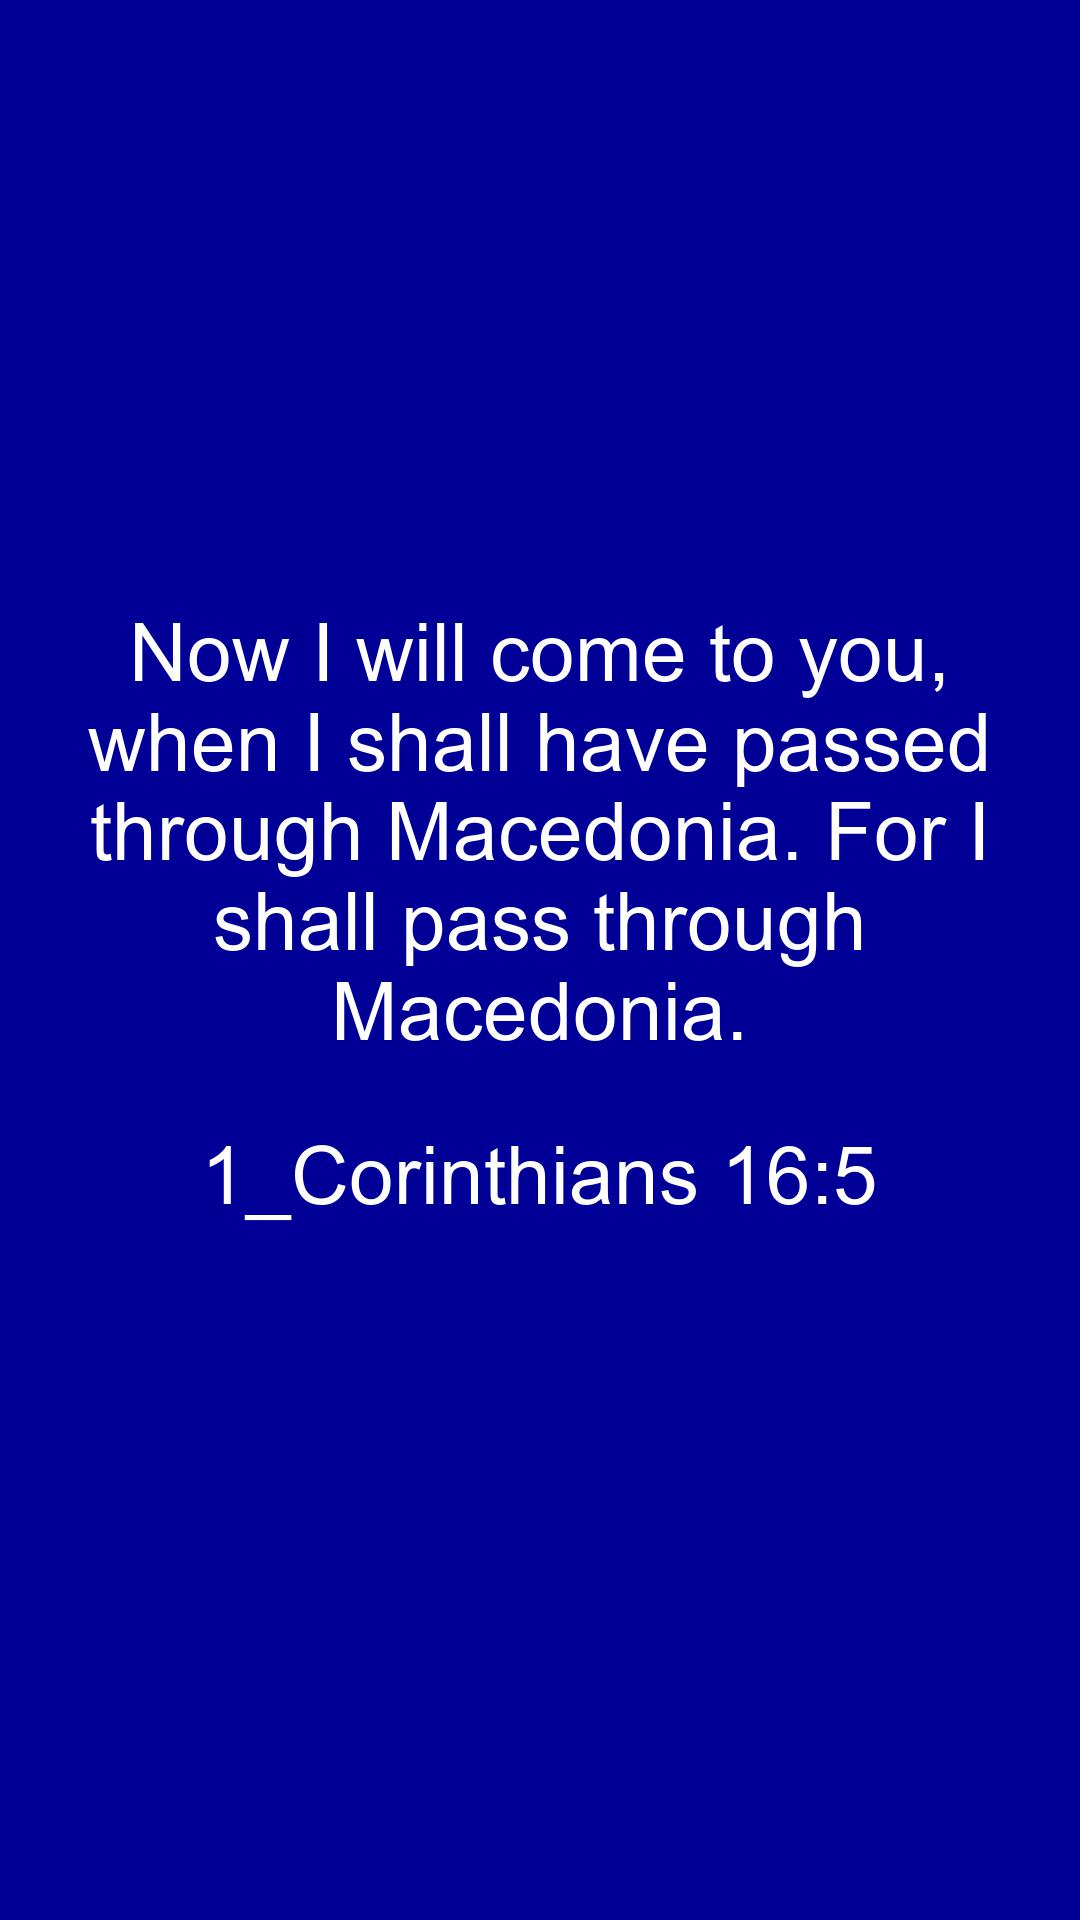 Now I will come to you,
when I shall have passed
through Macedonia. For I
shall pass through
Macedonia.
1_Corinthians 16:5